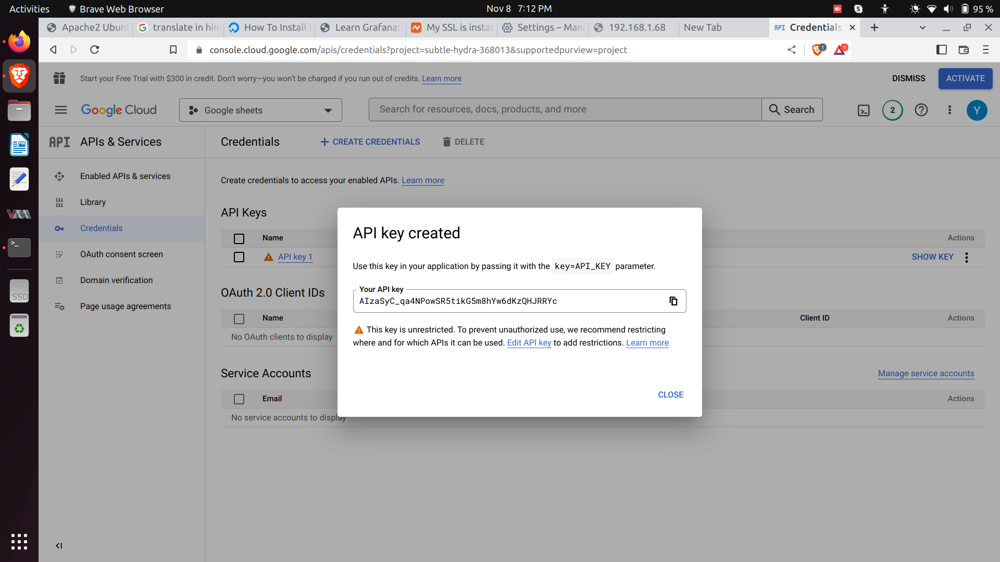 Activities
Brave Web Browser
Nov 8 7:12 PM
95 %
Apache2 Ubunt
translate in hin
How To Install
Learn Grafana:
My SSL is instal
Settings – Man
192.168.1.68
New Tab
API Credentials
console.cloud.google.com/apis/credentials?project=subtle-hydra-368013&supportedpurview=project
1
1
Start your Free Trial with $300 in credit. Don't worry—you won't be charged if you run out of credits. Learn more
DISMISS
ACTIVATE
Google Cloud
Google sheets
Search for resources, docs, products, and more
Search
2
Y
API APIs & Services
Credentials
CREATE CREDENTIALS
DELETE
Enabled APIs & services
Library
Credentials
OAuth consent screen
Domain verification
Page usage agreements
Create credentials to access your enabled APIs. Learn more
API Keys
Name
Actions
API key 1
SHOW KEY
OAuth 2.0 Client IDs
Name
Client ID
Actions
No OAuth clients to display
Service Accounts
Manage service accounts
Email
Actions
No service accounts to display
API key created
Use this key in your application by passing it with the key=API_KEY parameter.
Your API key
AIzaSyC_qa4NPowSR5tikG5m8hYw6dKzQHJRRYc
This key is unrestricted. To prevent unauthorized use, we recommend restricting
where and for which APIs it can be used. Edit API key to add restrictions. Learn more
CLOSE
SSD